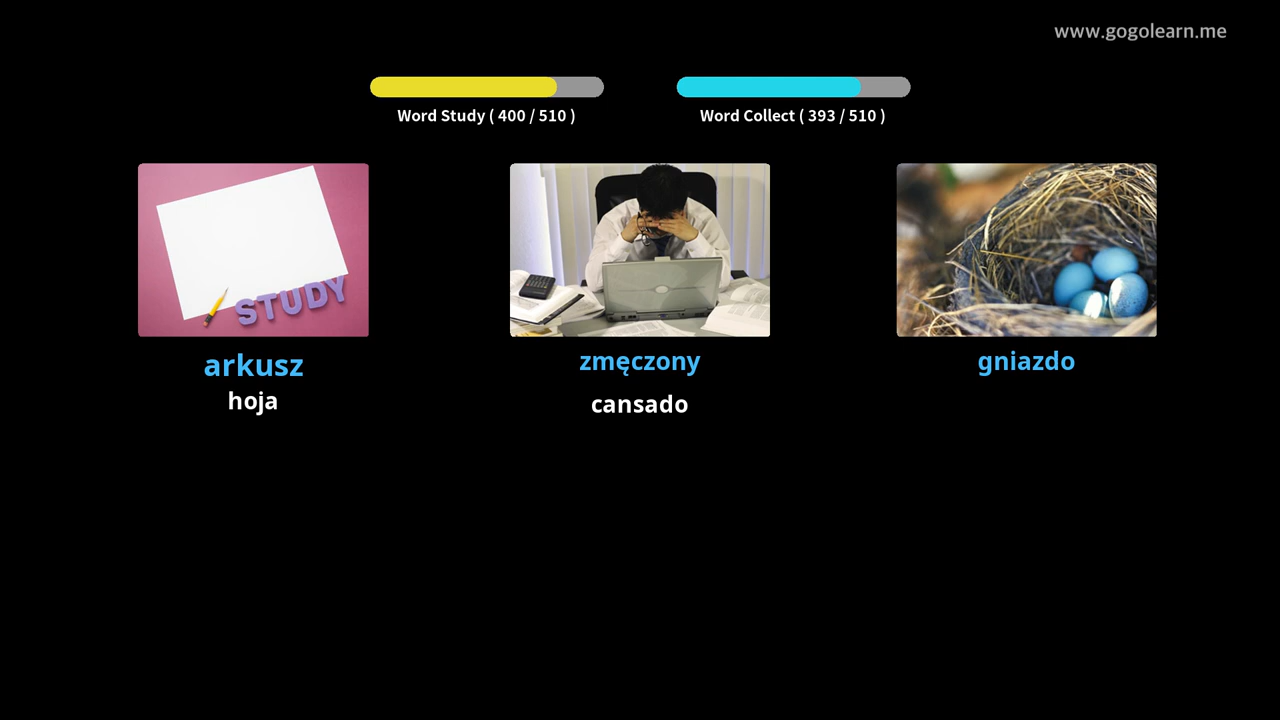 www.gogolearn.me
Word Study ( 400 / 510 )
Word Collect ( 393 / 510 )
STUDY
arkusz
hoja
zmęczony
cansado
gniazdo